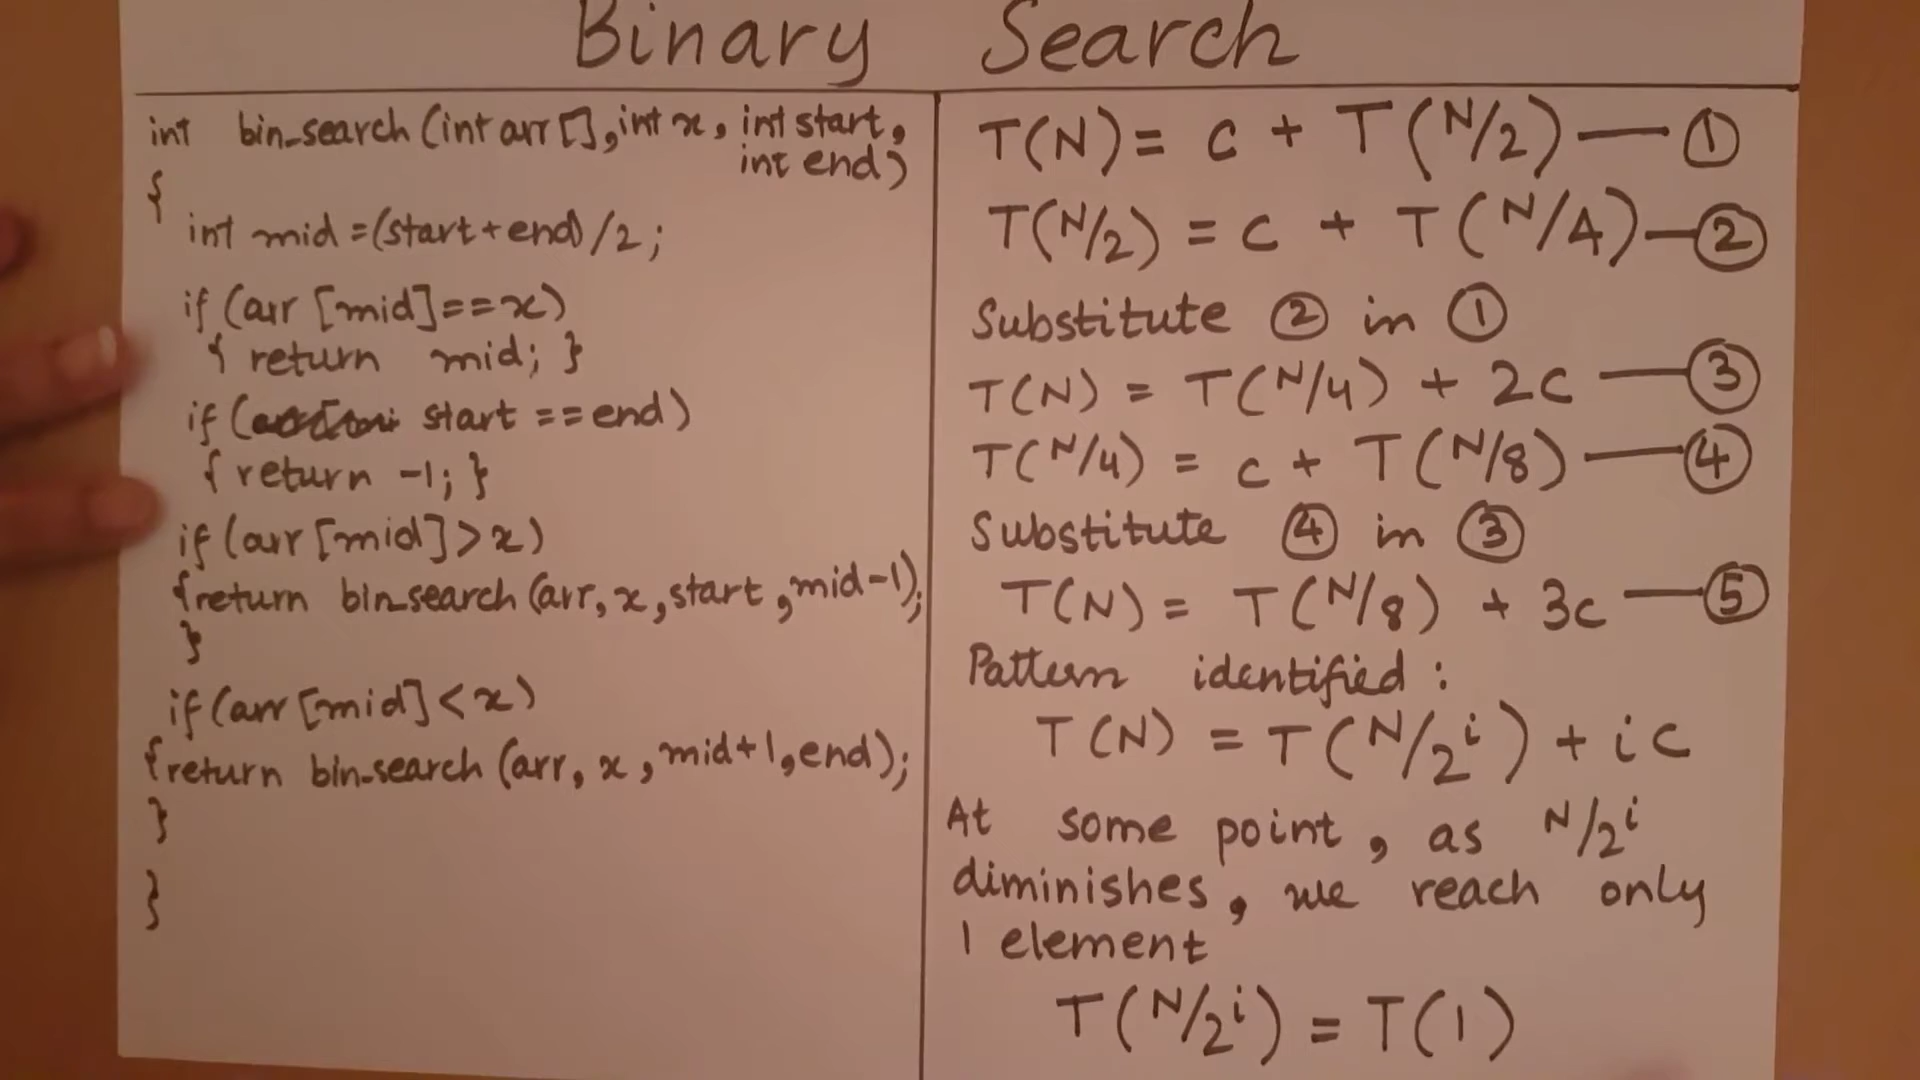 Binary Search
int bin_search (int arr [], int x, int start,
int end)
{
int mid = (start + end) /2;
if (arr [mid] == x)
{ return mid; }
if ( start == end)
{ return -1; }
if (arr [mid] > x)
{return bin_search (arr, x, start, mid-1);
}
if (arr [mid] < x)
{return bin_search (arr, x, mid+1, end);
}
}
T(N) = c + T(N/2) — ①
T(N/2) = c + T(N/4) — ②
Substitute ② in ①
T(N) = T(N/4) + 2c — ③
T(N/4) = c + T(N/8) — ④
Substitute ④ in ③
T(N) = T(N/8) + 3c — ⑤
Pattern identified :
T(N) = T(N/2^i) + ic
At some point, as N/2^i
diminishes, we reach only
1 element
T(N/2^i) = T(1)